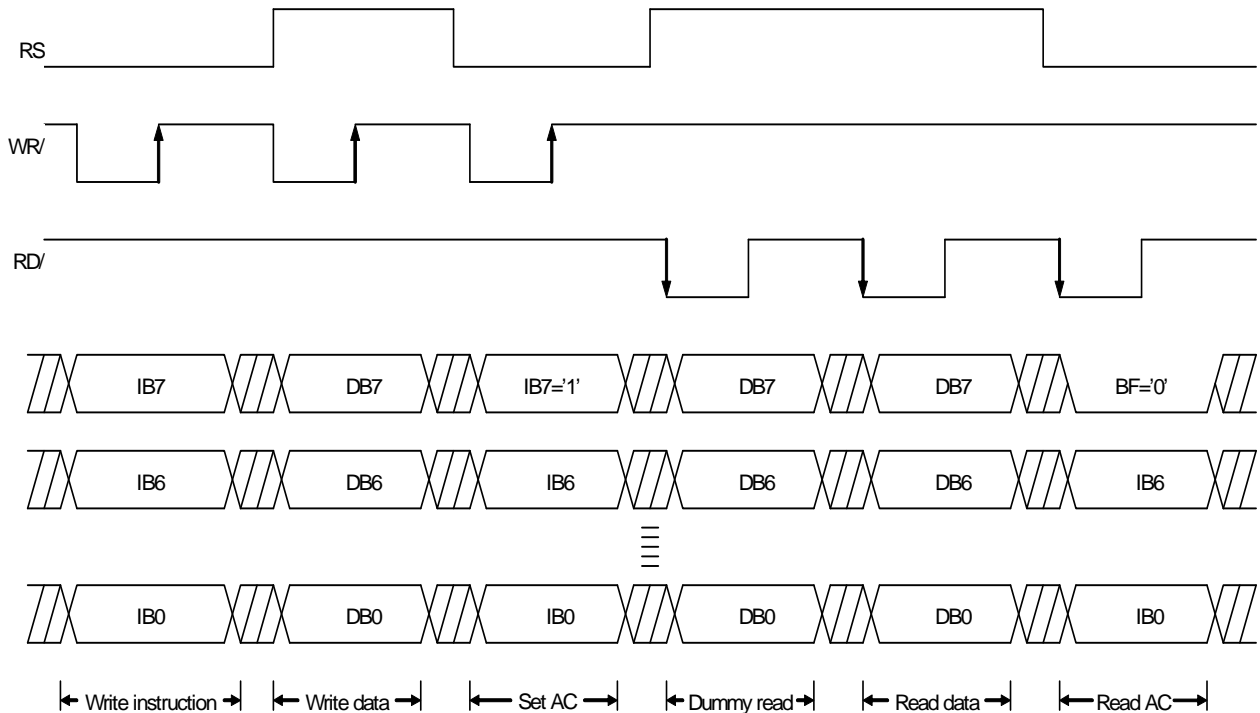 RS
WR/
RD/
IB7 DB7 IB7='1' DB7 DB7 BF='0'
IB6 DB6 IB6 DB6 DB6 IB6
IB0 DB0 IB0 DB0 DB0 IB0
Write instruction Write data Set AC Dummy read Read data Read AC